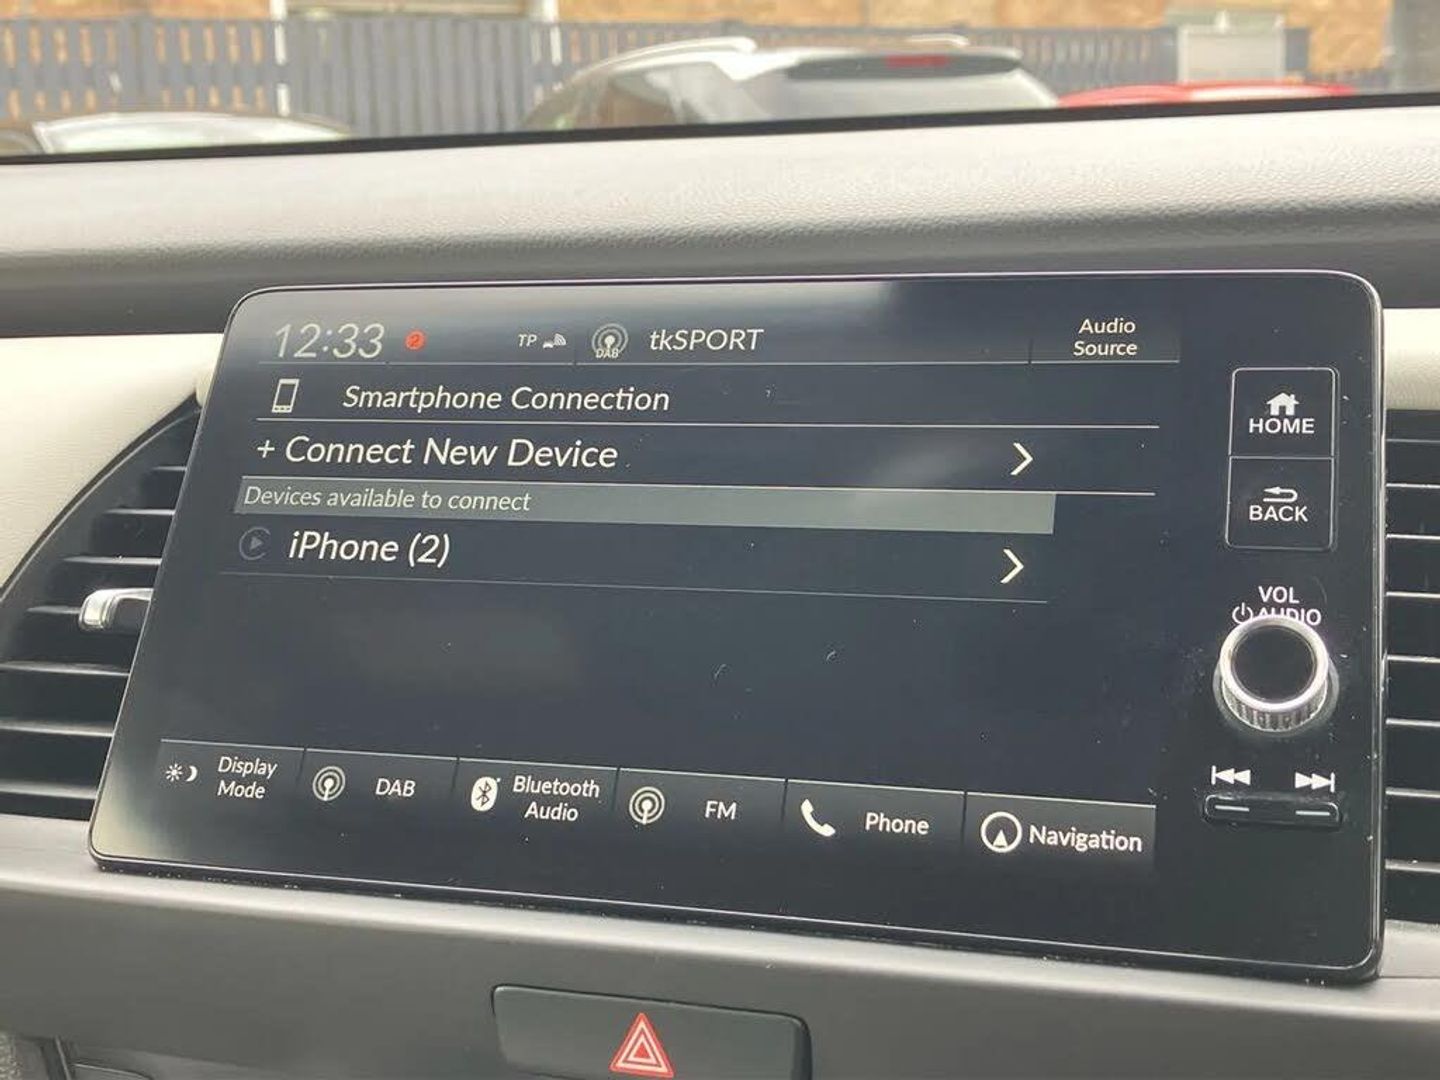 12:33 2 TP DAB tkSPORT Audio
Source
Smartphone Connection
+ Connect New Device
Devices available to connect
iPhone (2)
HOME
BACK
VOL
AUDIO
Display
Mode
DAB
Bluetooth
Audio
FM
Phone
Navigation